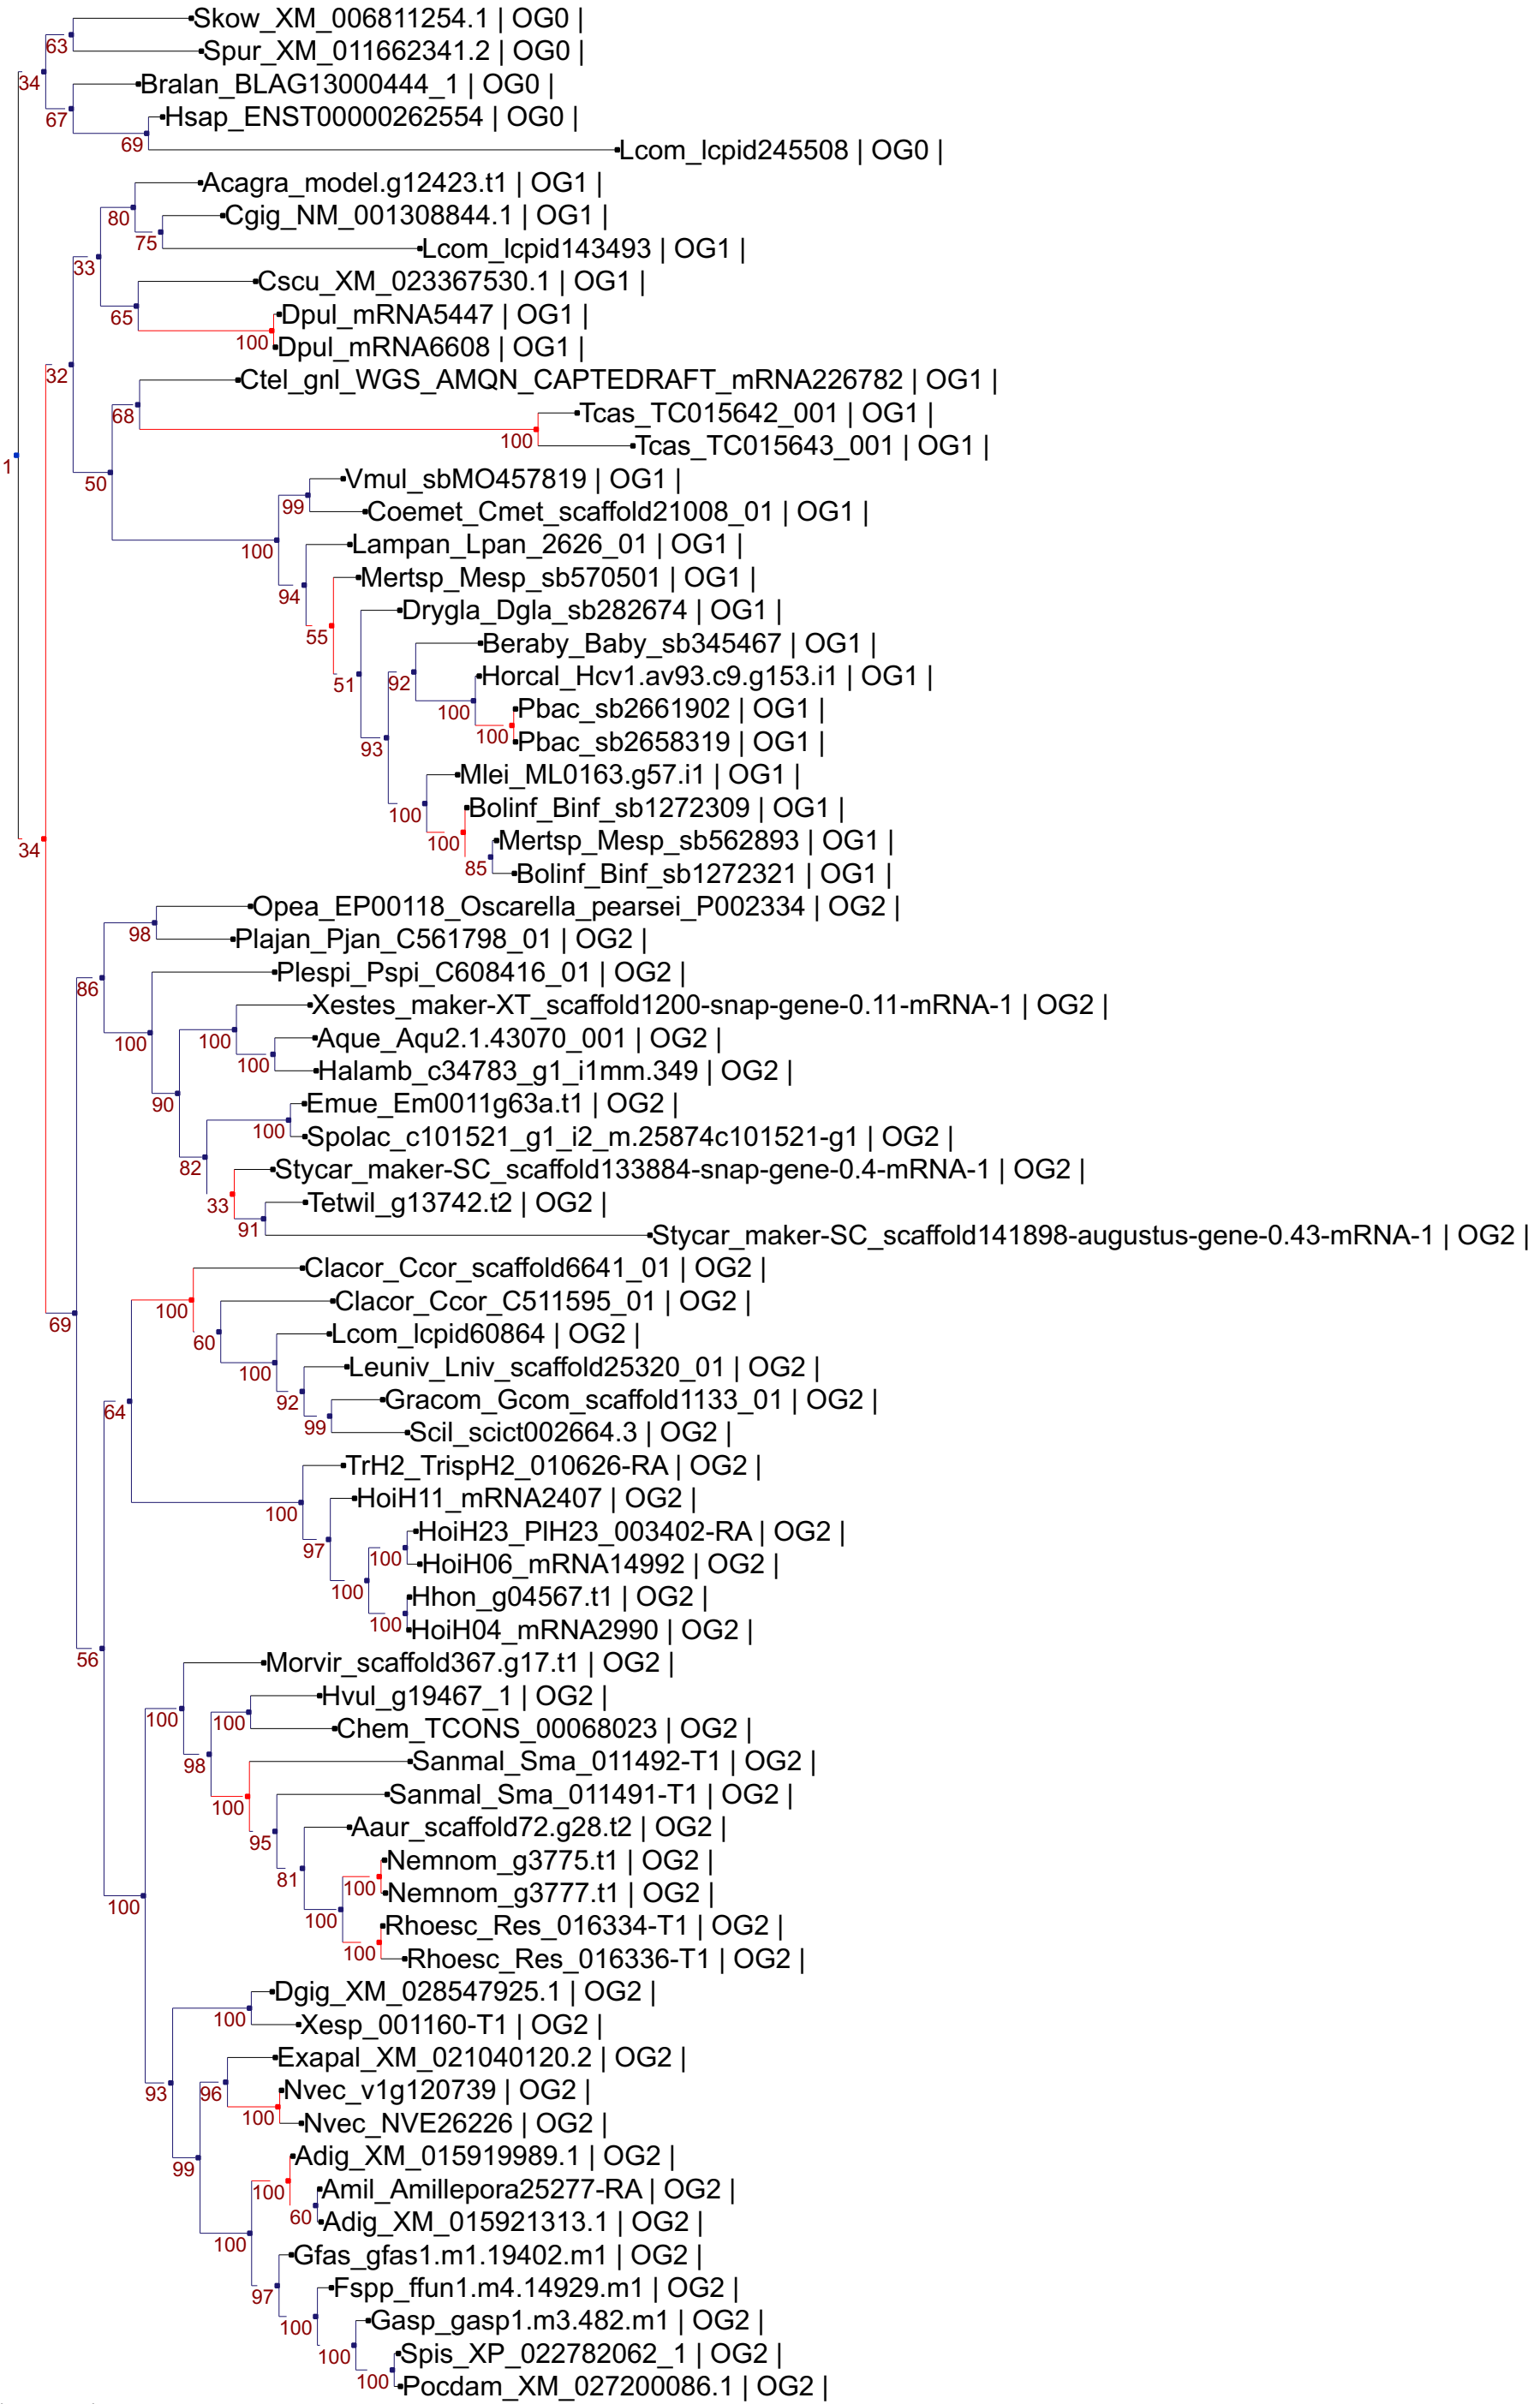 Skow_XM_006811254.1 | OG0 |
63
Spur_XM_011662341.2 | OG0 |
34
Bralan_BLAG13000444_1 | OG0 |
67
Hsap_ENST00000262554 | OG0 |
69
Lcom_lcpid245508 | OG0 |
Acagra_model.g12423.t1 | OG1 |
80
Cgig_NM_001308844.1 | OG1 |
75
Lcom_lcpid143493 | OG1 |
33
Cscu_XM_023367530.1 | OG1 |
65
Dpul_mRNA5447 | OG1 |
100
Dpul_mRNA6608 | OG1 |
32
Ctel_gnl_WGS_AMQN_CAPTEDRAFT_mRNA226782 | OG1 |
68
Tcas_TC015642_001 | OG1 |
100
Tcas_TC015643_001 | OG1 |
1
50
Vmul_sbMO457819 | OG1 |
99
Coemet_Cmet_scaffold21008_01 | OG1 |
100
Lampan_Lpan_2626_01 | OG1 |
94
Mertsp_Mesp_sb570501 | OG1 |
55
Drygla_Dgla_sb282674 | OG1 |
51
Beraby_Baby_sb345467 | OG1 |
92
Horcal_Hcv1.av93.c9.g153.i1 | OG1 |
100
Pbac_sb2661902 | OG1 |
100
Pbac_sb2658319 | OG1 |
93
Mlei_ML0163.g57.i1 | OG1 |
100
Bolinf_Binf_sb1272309 | OG1 |
100
Mertsp_Mesp_sb562893 | OG1 |
85
Bolinf_Binf_sb1272321 | OG1 |
34
Opea_EP00118_Oscarella_pearsei_P002334 | OG2 |
98
Plajan_Pjan_C561798_01 | OG2 |
86
Plespi_Pspi_C608416_01 | OG2 |
100
Xestes_maker-XT_scaffold1200-snap-gene-0.11-mRNA-1 | OG2 |
100
Aque_Aqu2.1.43070_001 | OG2 |
100
Halamb_c34783_g1_i1mm.349 | OG2 |
90
Emue_Em0011g63a.t1 | OG2 |
100
Spolac_c101521_g1_i2_m.25874c101521-g1 | OG2 |
82
Stycar_maker-SC_scaffold133884-snap-gene-0.4-mRNA-1 | OG2 |
33
Tetwil_g13742.t2 | OG2 |
91
Stycar_maker-SC_scaffold141898-augustus-gene-0.43-mRNA-1 | OG2 |
69
Clacor_Ccor_scaffold6641_01 | OG2 |
100
Clacor_Ccor_C511595_01 | OG2 |
60
Lcom_lcpid60864 | OG2 |
100
Leuniv_Lniv_scaffold25320_01 | OG2 |
92
Gracom_Gcom_scaffold1133_01 | OG2 |
99
Scil_scict002664.3 | OG2 |
64
TrH2_TrispH2_010626-RA | OG2 |
100
HoiH11_mRNA2407 | OG2 |
97
HoiH23_PlH23_003402-RA | OG2 |
100
HoiH06_mRNA14992 | OG2 |
100
Hhon_g04567.t1 | OG2 |
100
HoiH04_mRNA2990 | OG2 |
56
Morvir_scaffold367.g17.t1 | OG2 |
100
Hvul_g19467_1 | OG2 |
100
Chem_TCONS_00068023 | OG2 |
98
Sanmal_Sma_011492-T1 | OG2 |
100
Sanmal_Sma_011491-T1 | OG2 |
95
Aaur_scaffold72.g28.t2 | OG2 |
81
Nemnom_g3775.t1 | OG2 |
100
Nemnom_g3777.t1 | OG2 |
100
Rhoesc_Res_016334-T1 | OG2 |
100
Rhoesc_Res_016336-T1 | OG2 |
100
Dgig_XM_028547925.1 | OG2 |
100
Xesp_001160-T1 | OG2 |
93
Exapal_XM_021040120.2 | OG2 |
96
Nvec_v1g120739 | OG2 |
100
Nvec_NVE26226 | OG2 |
99
Adig_XM_015919989.1 | OG2 |
100
Amil_Amillepora25277-RA | OG2 |
60
Adig_XM_015921313.1 | OG2 |
100
Gfas_gfas1.m1.19402.m1 | OG2 |
97
Fspp_ffun1.m4.14929.m1 | OG2 |
100
Gasp_gasp1.m3.482.m1 | OG2 |
100
Spis_XP_022782062_1 | OG2 |
100
Pocdam_XM_027200086.1 | OG2 |